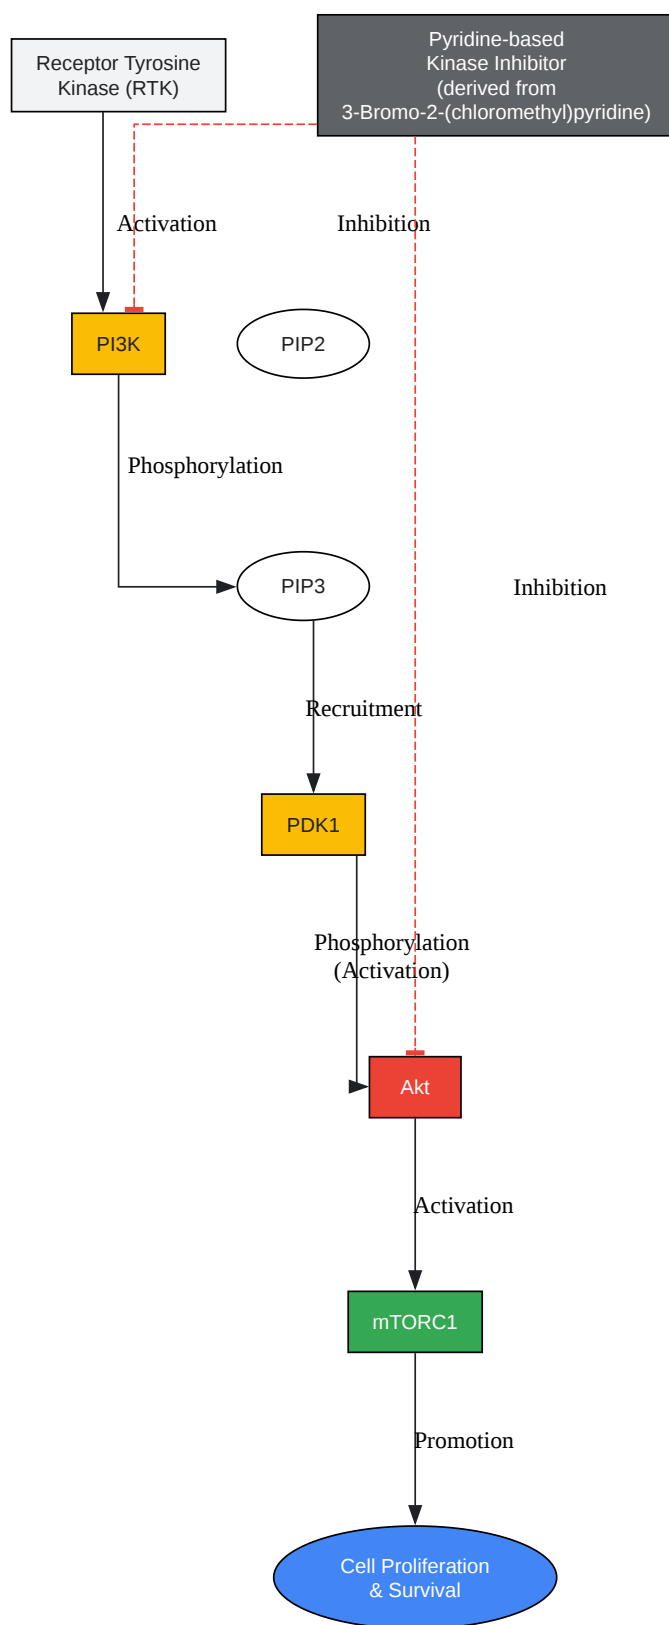 Receptor Tyrosine
Kinase (RTK)
Pyridine-based
Kinase Inhibitor
(derived from
3-Bromo-2-(chloromethyl)pyridine)
Activation
Inhibition
PI3K
PIP2
Phosphorylation
PIP3
Inhibition
Recruitment
PDK1
Phosphorylation
(Activation)
Akt
Activation
mTORC1
Promotion
Cell Proliferation
& Survival